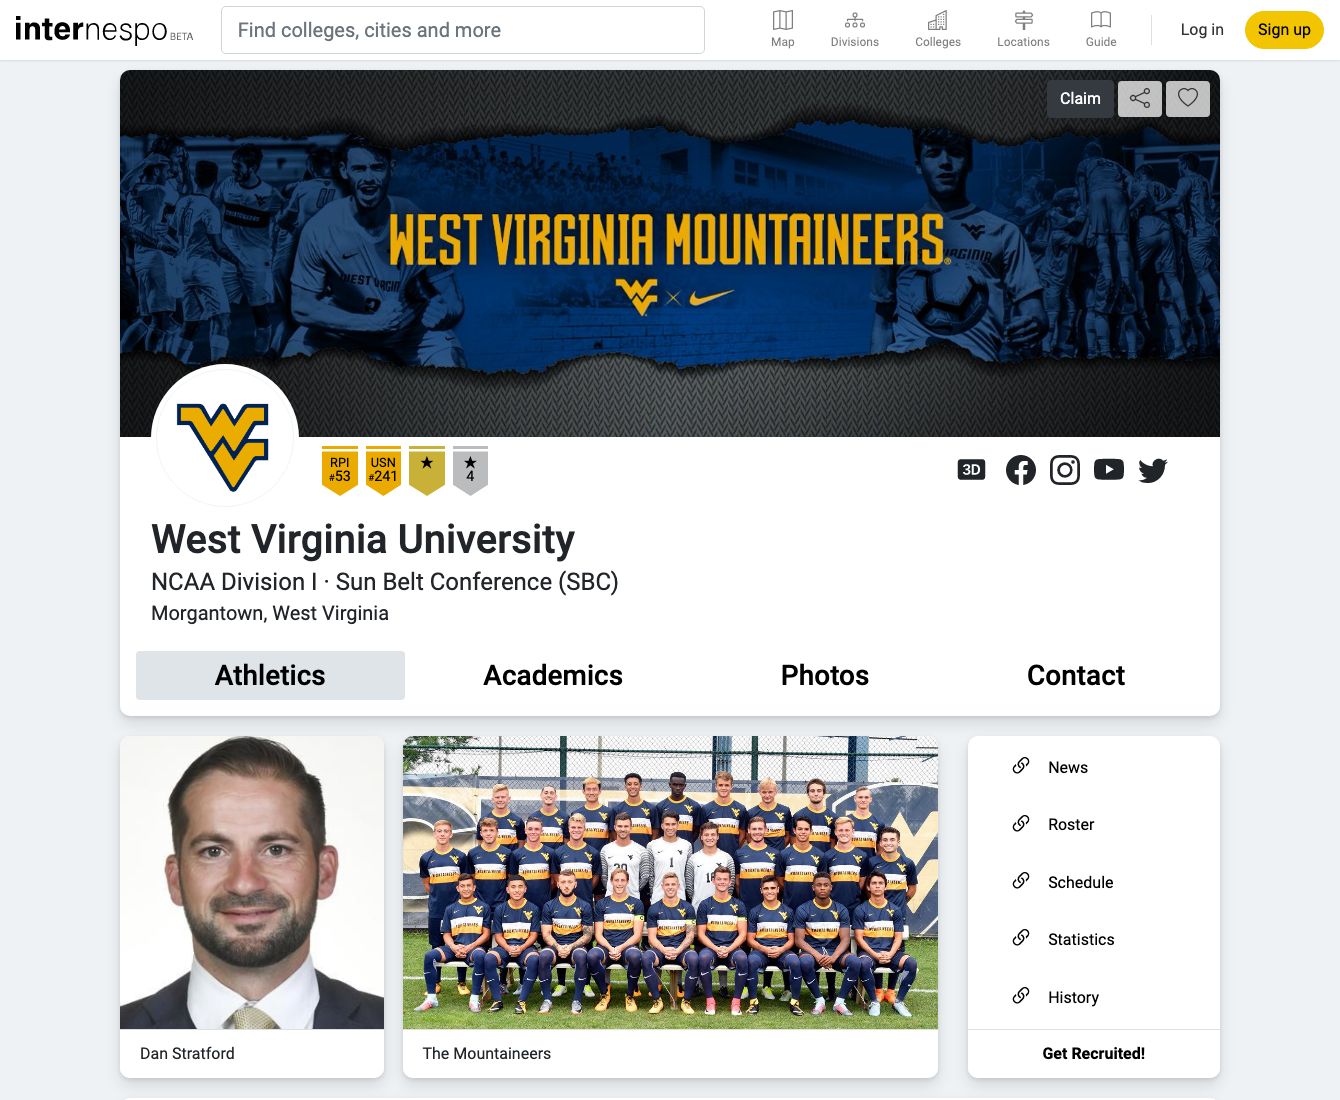 internespo BETA
Find colleges, cities and more
Map
Divisions
Colleges
Locations
Guide
Log in
Sign up
Claim
WEST VIRGINIA MOUNTAINEERS
RPI
#53
USN
#241
4
3D
West Virginia University
NCAA Division I · Sun Belt Conference (SBC)
Morgantown, West Virginia
Athletics
Academics
Photos
Contact
Dan Stratford
The Mountaineers
News
Roster
Schedule
Statistics
History
Get Recruited!